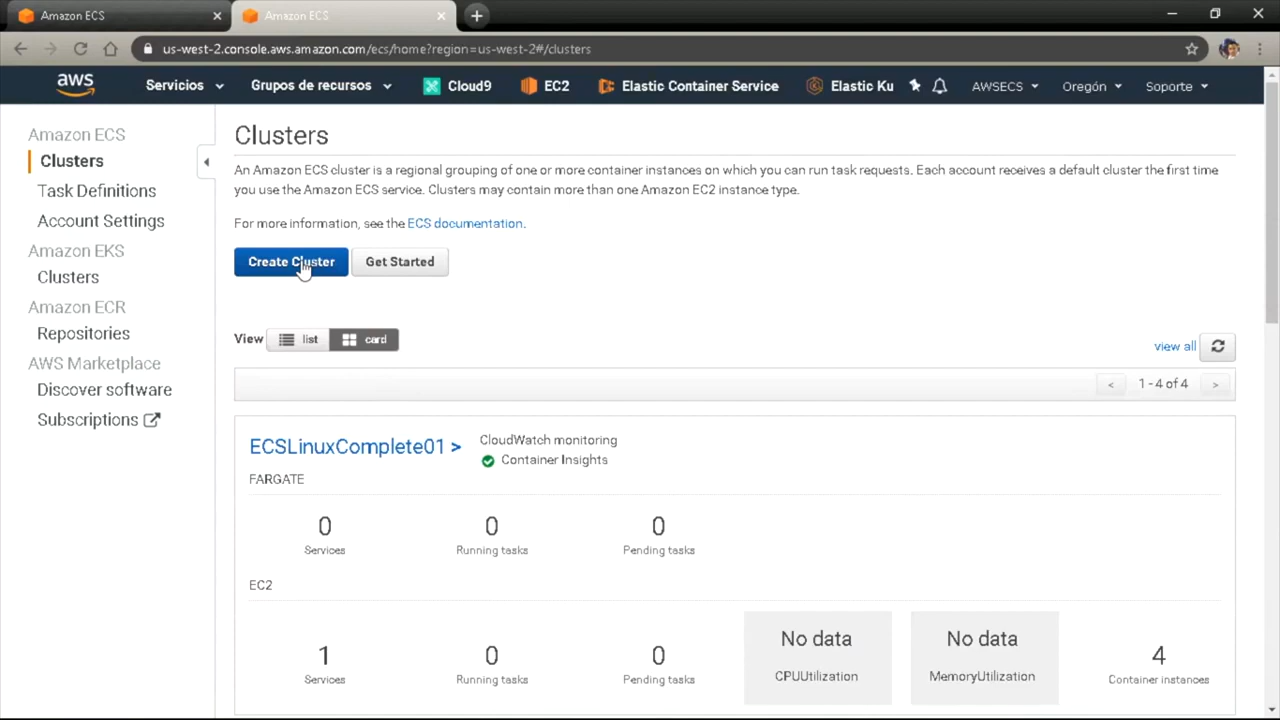 Amazon ECS
Amazon ECS
us-west-2.console.aws.amazon.com/ecs/home?region=us-west-2#/clusters
aws Servicios Grupos de recursos Cloud9 EC2 Elastic Container Service Elastic Ku AWSECS Oregón Soporte
Amazon ECS
Clusters
Task Definitions
Account Settings
Amazon EKS
Clusters
Amazon ECR
Repositories
AWS Marketplace
Discover software
Subscriptions
Clusters
An Amazon ECS cluster is a regional grouping of one or more container instances on which you can run task requests. Each account receives a default cluster the first time
you use the Amazon ECS service. Clusters may contain more than one Amazon EC2 instance type.
For more information, see the ECS documentation.
Create Cluster Get Started
View list card
view all
< 1 - 4 of 4 >
ECSLinuxComplete01 >
CloudWatch monitoring
Container Insights
FARGATE
0 0 0
Services Running tasks Pending tasks
EC2
1 0 0 No data No data 4
Services Running tasks Pending tasks CPUUtilization MemoryUtilization Container instances